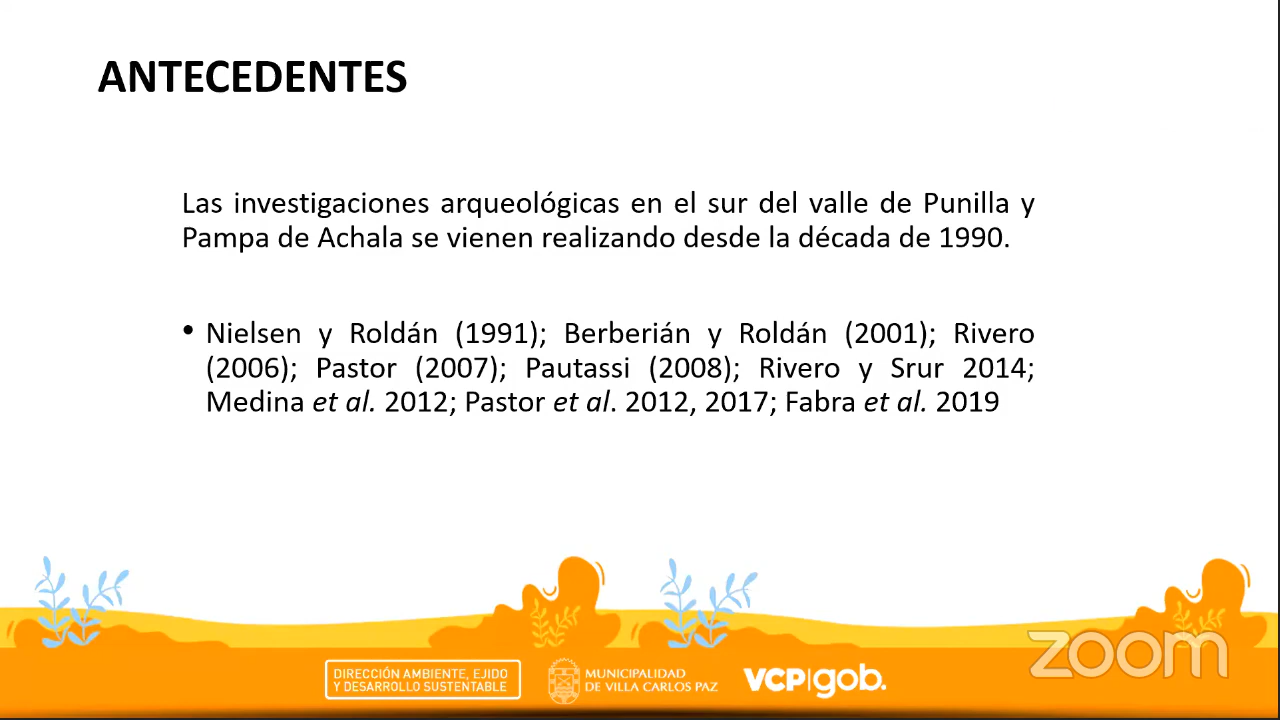 ANTECEDENTES
Las investigaciones arqueológicas en el sur del valle de Punilla y
Pampa de Achala se vienen realizando desde la década de 1990.
• Nielsen y Roldán (1991); Berberián y Roldán (2001); Rivero
(2006); Pastor (2007); Pautassi (2008); Rivero y Srur 2014;
Medina et al. 2012; Pastor et al. 2012, 2017; Fabra et al. 2019
zoom
DIRECCIÓN AMBIENTE, EJIDO
Y DESARROLLO SUSTENTABLE
MUNICIPALIDAD
DE VILLA CARLOS PAZ
VCP|gob.